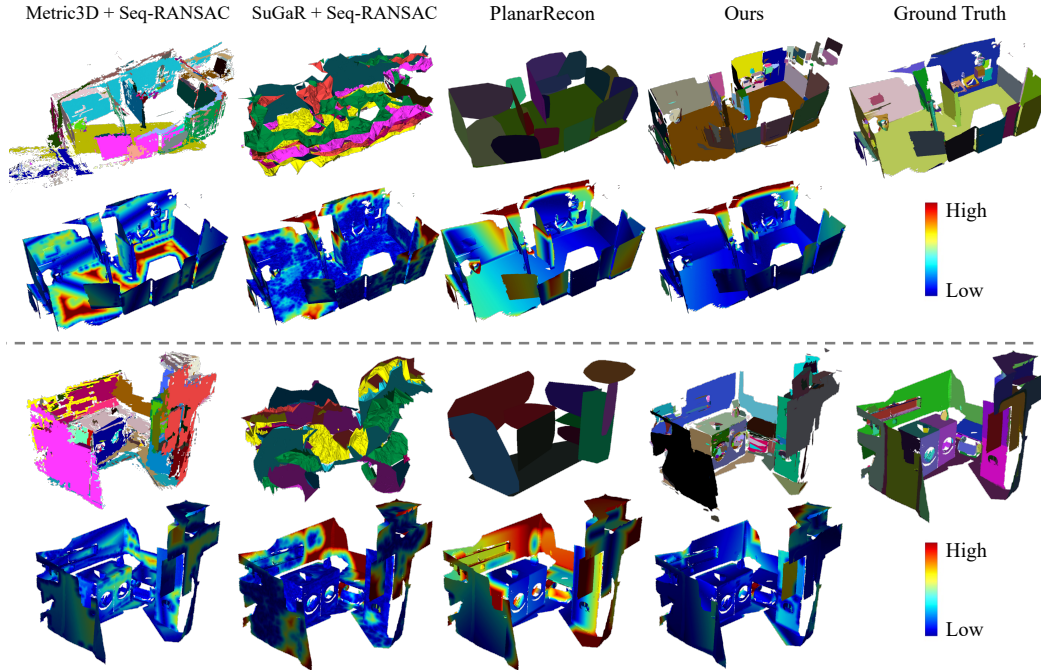 Metric3D + Seq-RANSAC SuGaR + Seq-RANSAC PlanarRecon Ours Ground Truth
High
Low
High
Low